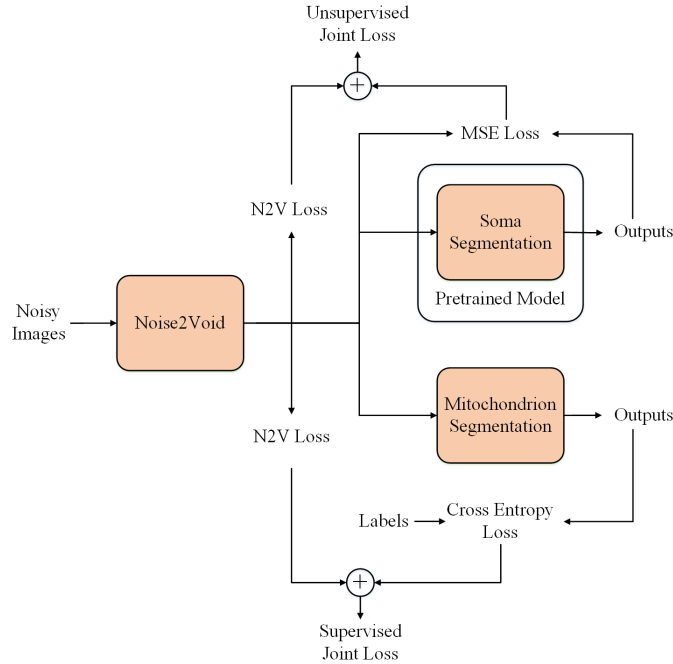 Unsupervised
Joint Loss
MSE Loss
N2V Loss
Soma
Segmentation
Outputs
Pretrained Model
Noisy
Images
Noise2Void
Mitochondrion
Segmentation
Outputs
N2V Loss
Labels
Cross Entropy
Loss
Supervised
Joint Loss